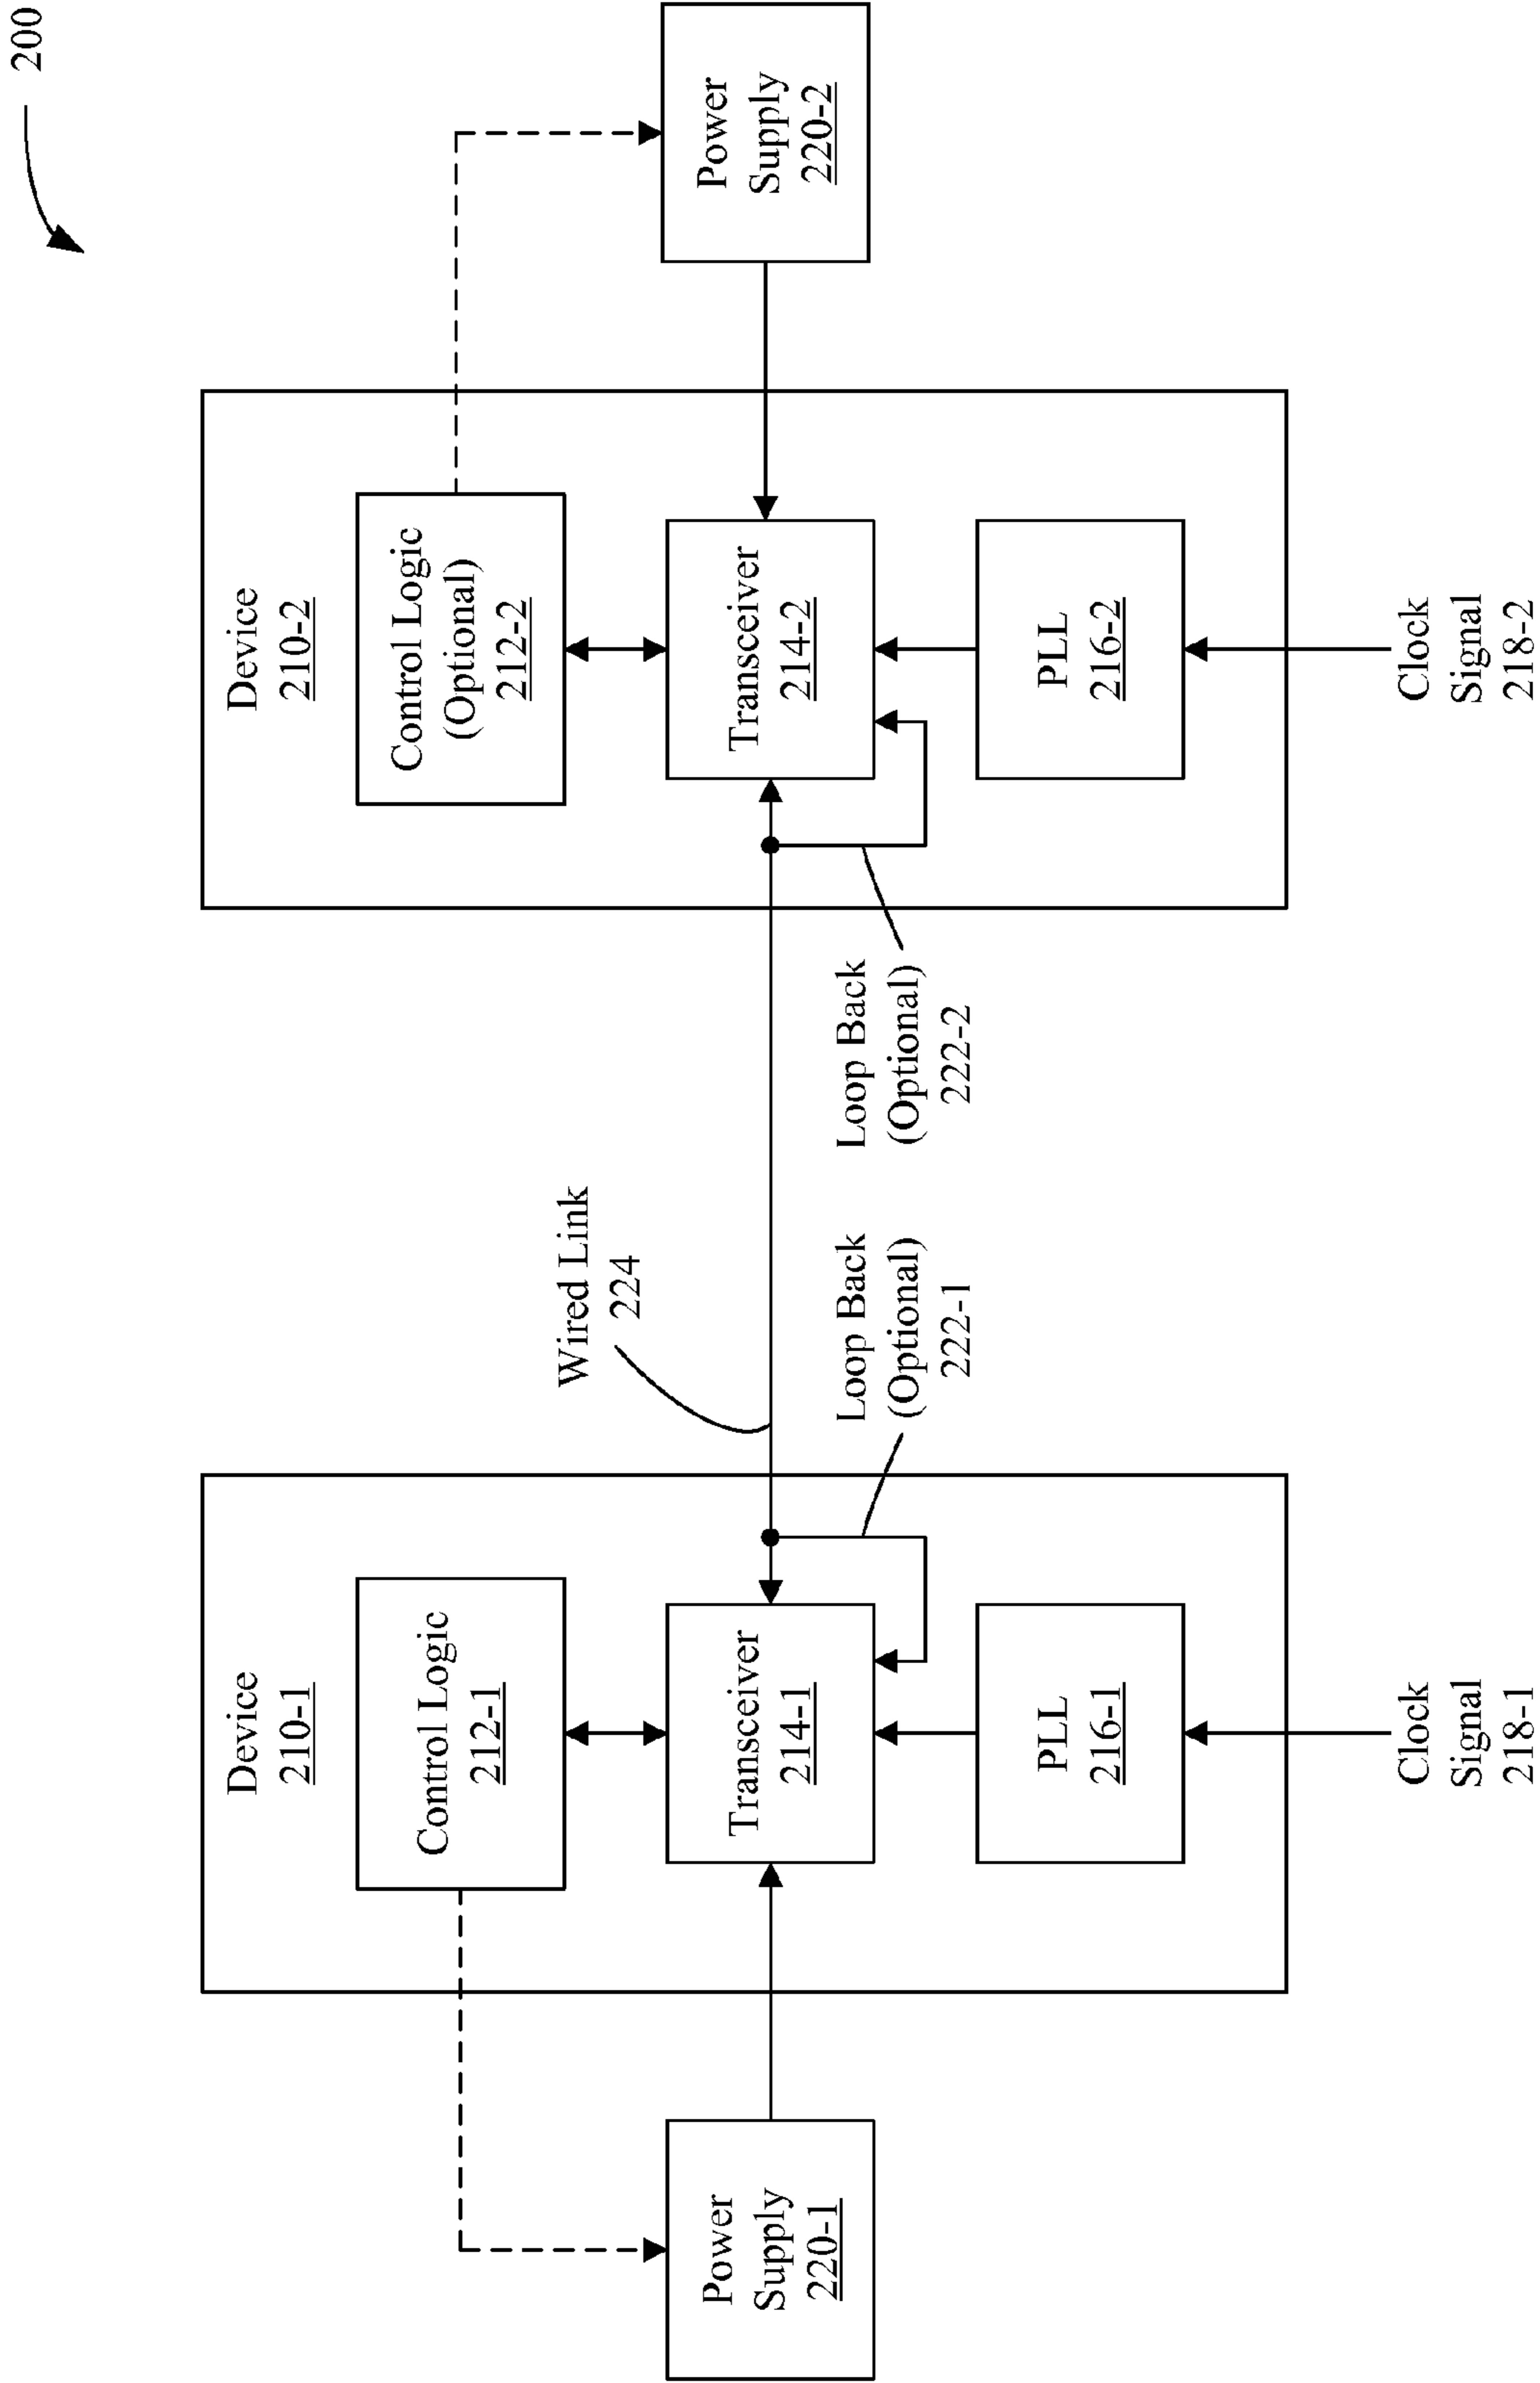 200
Device
210-1
Control Logic
212-1
Power
Supply
220-1
Transceiver
214-1
PLL
216-1
Clock
Signal
218-1
Wired Link
224
Loop Back
(Optional)
222-1
Loop Back
(Optional)
222-2
Device
210-2
Control Logic
(Optional)
212-2
Transceiver
214-2
PLL
216-2
Clock
Signal
218-2
Power
Supply
220-2